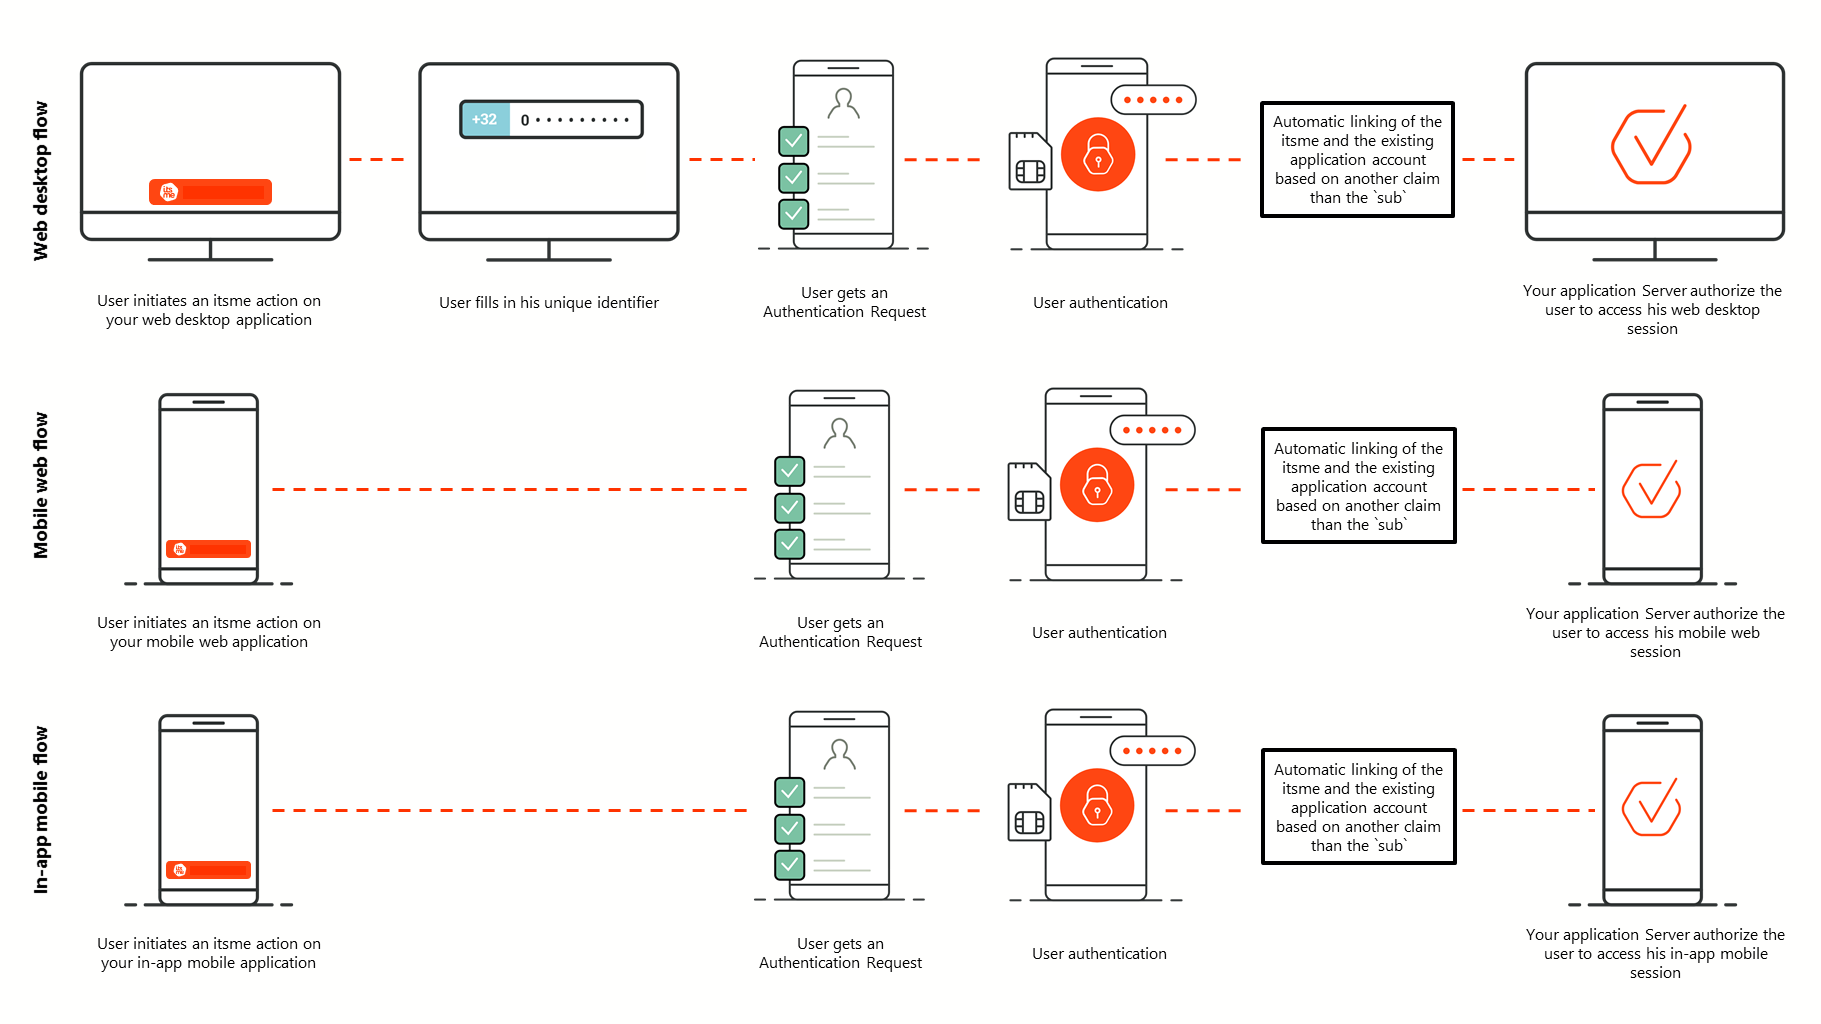 Web desktop flow
its
me
+32 0 · · · · · · · · ·
Automatic linking of the
itsme and the existing
application account
based on another claim
than the `sub`
User initiates an itsme action on
your web desktop application
User fills in his unique identifier
User gets an
Authentication Request
User authentication
Your application Server authorize the
user to access his web desktop
session
Mobile web flow
its
me
Automatic linking of the
itsme and the existing
application account
based on another claim
than the `sub`
User initiates an itsme action on
your mobile web application
User gets an
Authentication Request
User authentication
Your application Server authorize the
user to access his mobile web
session
In-app mobile flow
its
me
Automatic linking of the
itsme and the existing
application account
based on another claim
than the `sub`
User initiates an itsme action on
your in-app mobile application
User gets an
Authentication Request
User authentication
Your application Server authorize the
user to access his in-app mobile
session